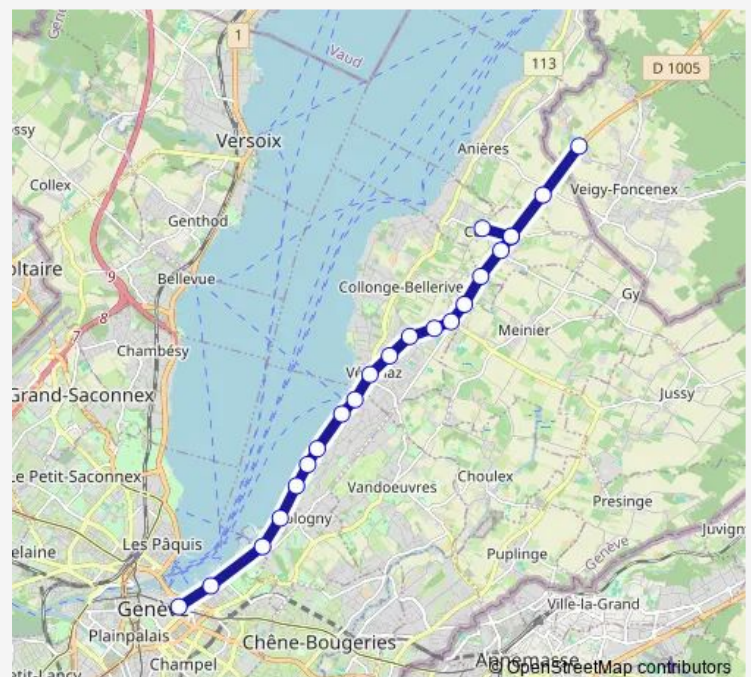 1
Vaud
113
D 1005
Versoix
Anières
Collex
Veigy-Foncenex
Genthod
Bellevue
9
Collonge-Bellerive
Gy
8
7
Chambésy
Meinier
Grand-Saconnex
Jussy
Le Petit-Saconnex
Choulex
Vandoeuvres
Presinge
Les Pâquis
Puplinge
Genève
Ville-la-Grand
Plainpalais
Chêne-Bougeries
Champel
Annemasse
© OpenStreetMap contributors